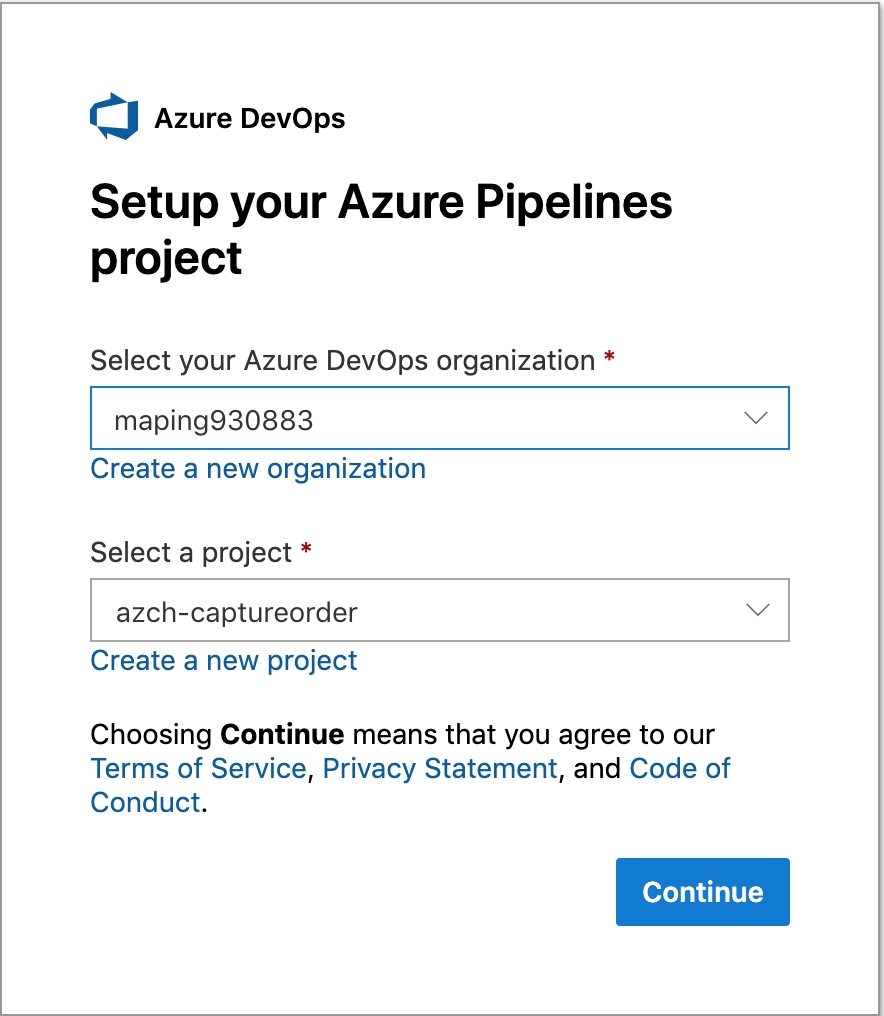 Azure DevOps
Setup your Azure Pipelines
project
Select your Azure DevOps organization *
maping930883
Create a new organization
Select a project *
azch-captureorder
Create a new project
Choosing Continue means that you agree to our
Terms of Service, Privacy Statement, and Code of
Conduct.
Continue